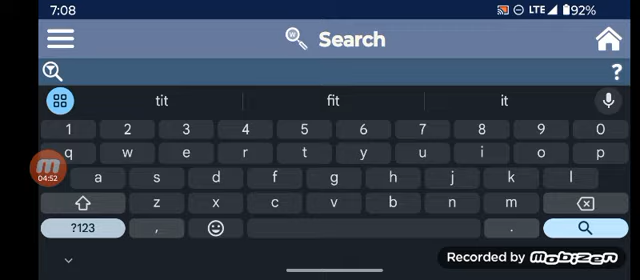 7:08 LTE 92%
Search
?
tit fit it
1 2 3 4 5 6 7 8 9 0
q w e r t y u i o p
04:52
a s d f g h j k l
z x c v b n m
?123 , .
Recorded by mobizen